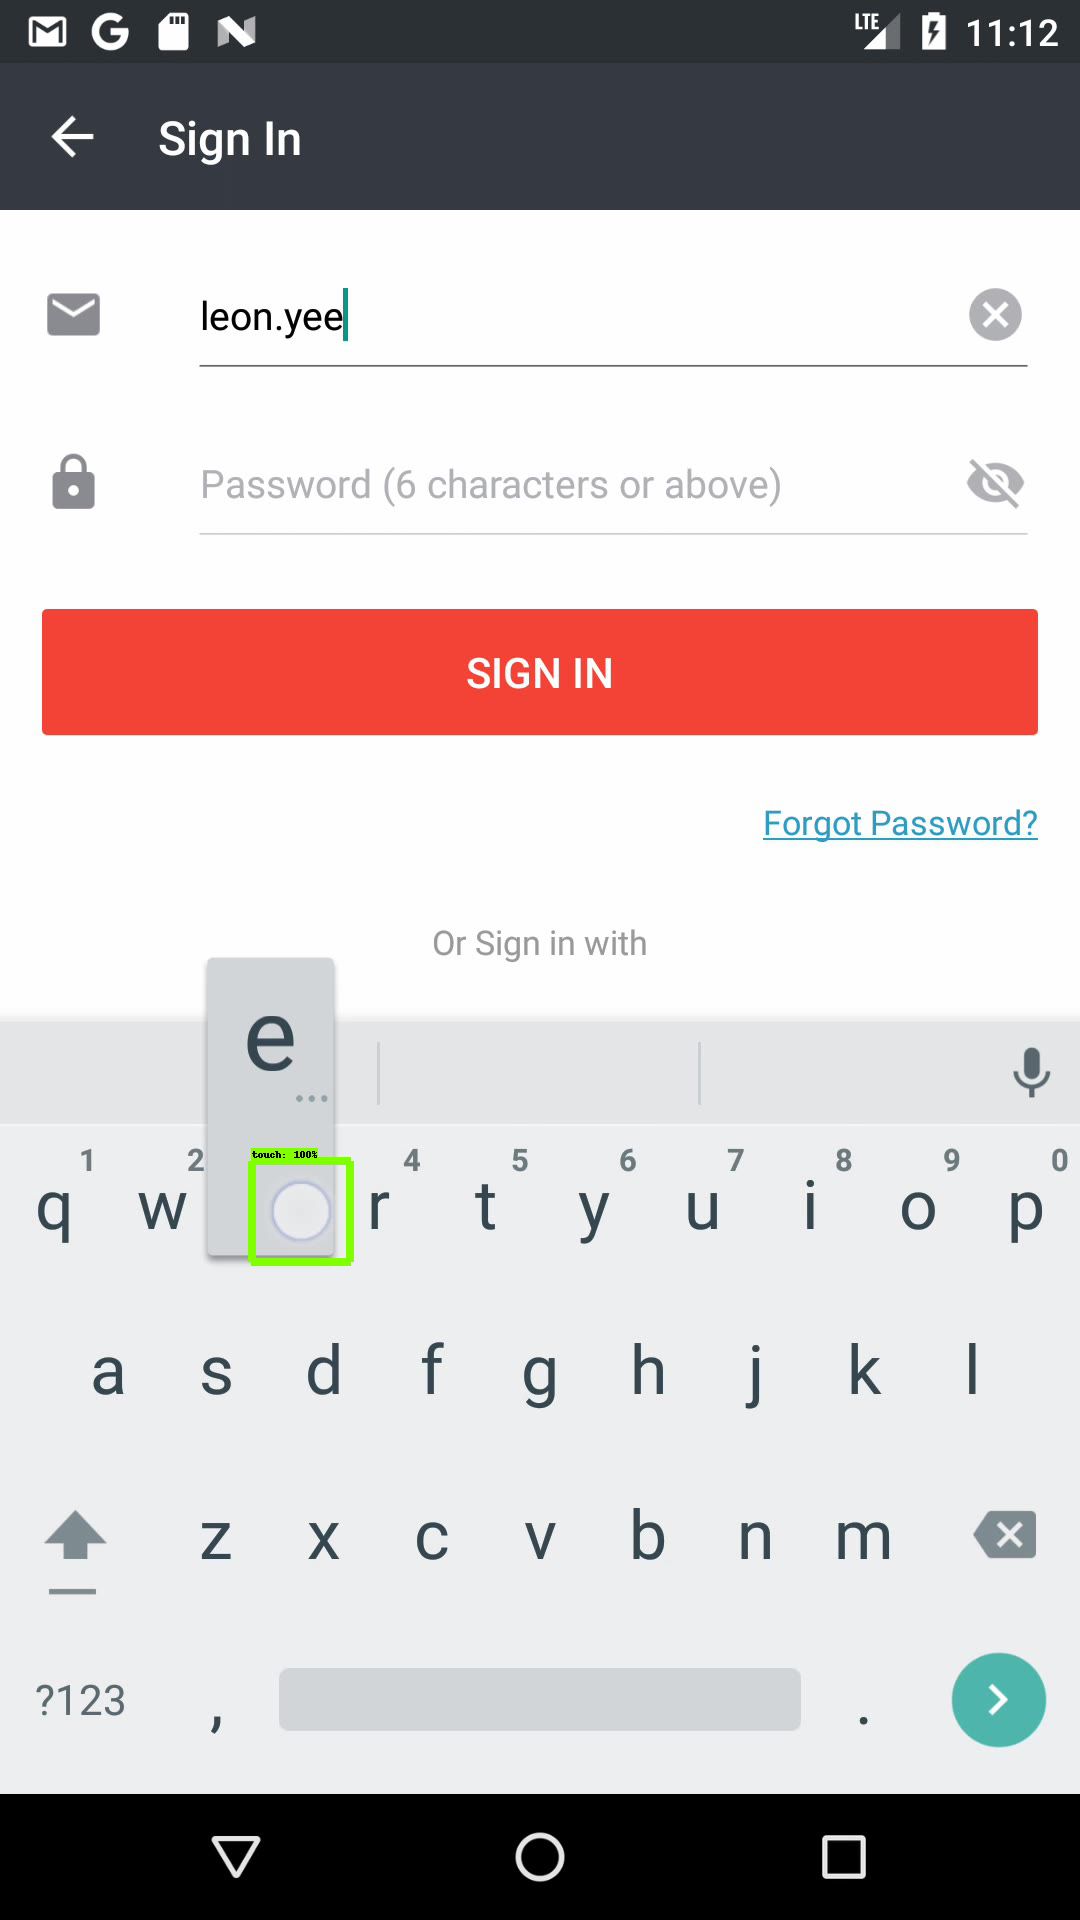 LTE 11:12
Sign In
leon.yee
Password (6 characters or above)
SIGN IN
Forgot Password?
Or Sign in with
e
...
touch: 100%
1 2 4 5 6 7 8 9 0
q w r t y u i o p
a s d f g h j k l
z x c v b n m
?123 , .